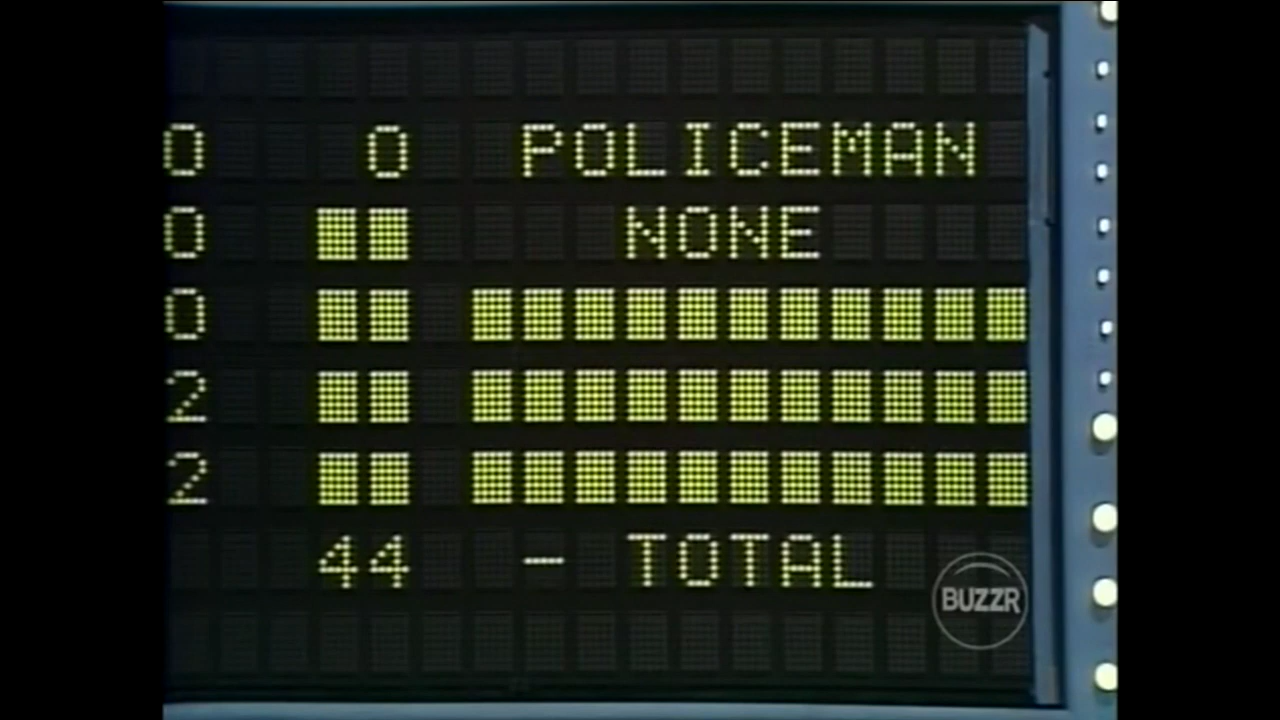 0 0 POLICEMAN
0 NONE
0
2
2
44 - TOTAL
BUZZR